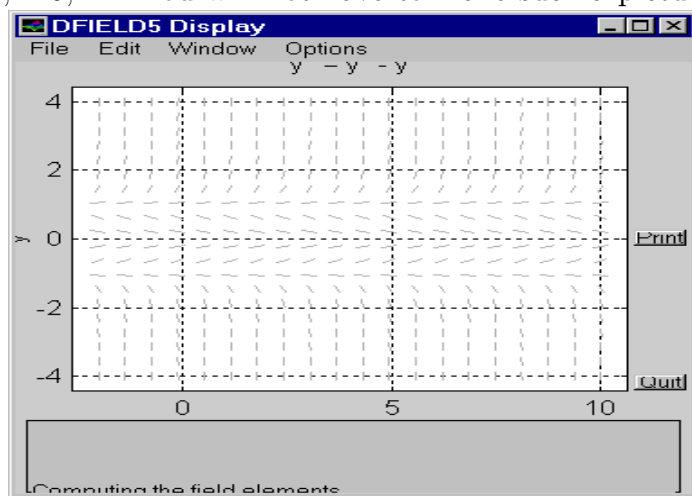 DFIELD5 Display
File Edit Window Options
y – y - y
4
2
y
0
Print
-2
-4
Quit
0 5 10
Computing the field elements